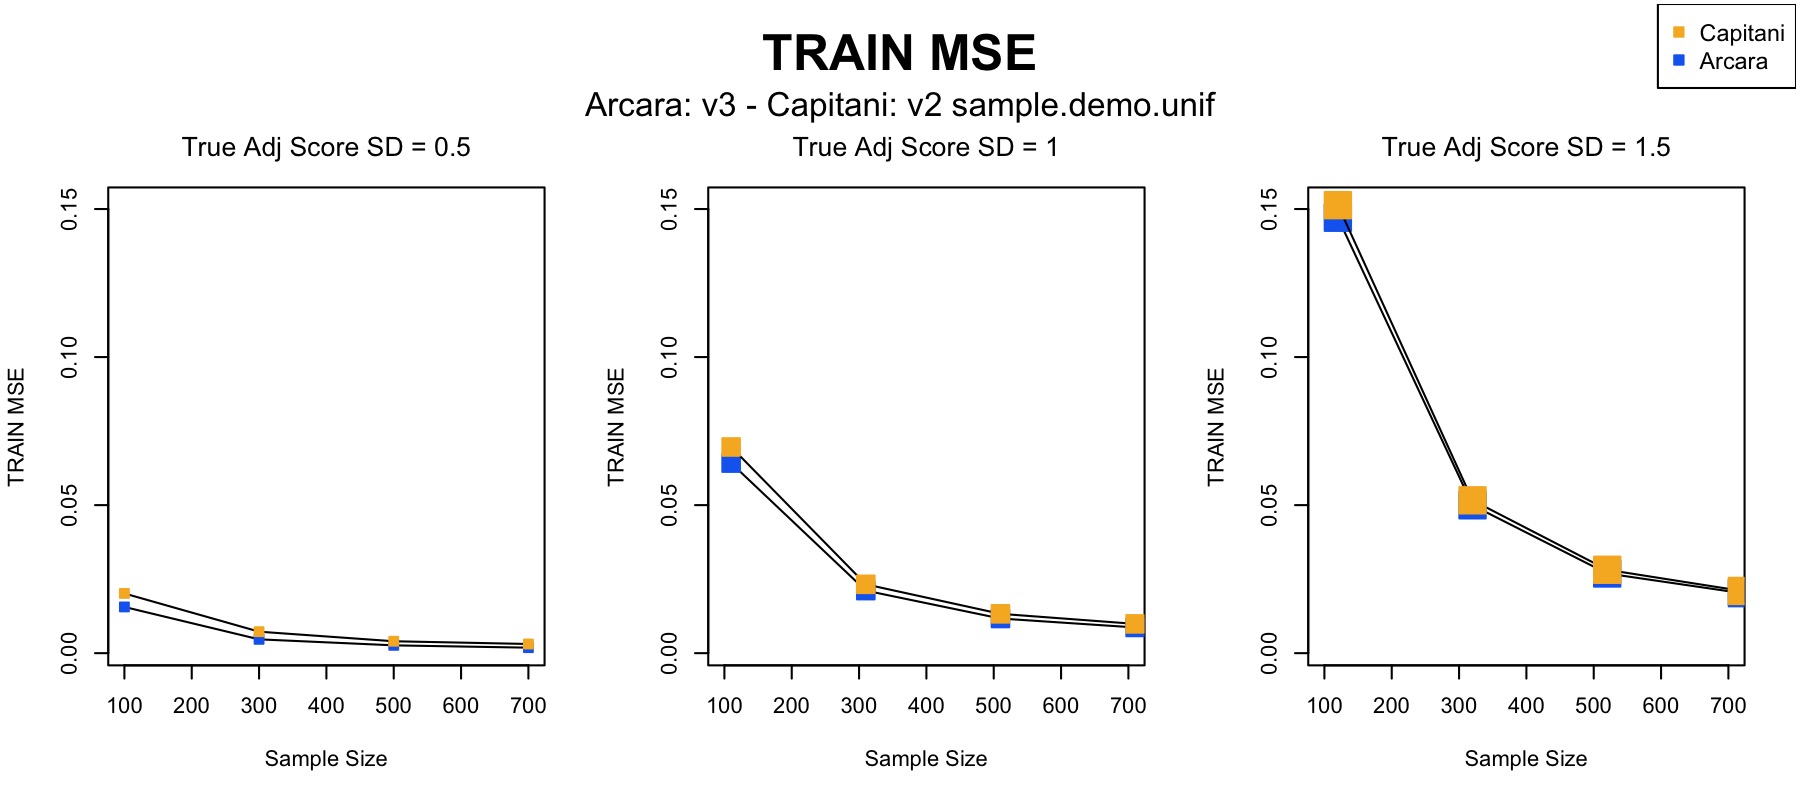 TRAIN MSE
Arcara: v3 - Capitani: v2 sample.demo.unif
Capitani
Arcara
True Adj Score SD = 0.5
TRAIN MSE
0.15
0.10
0.05
0.00
100 200 300 400 500 600 700
Sample Size
True Adj Score SD = 1
TRAIN MSE
0.15
0.10
0.05
0.00
100 200 300 400 500 600 700
Sample Size
True Adj Score SD = 1.5
TRAIN MSE
0.15
0.10
0.05
0.00
100 200 300 400 500 600 700
Sample Size